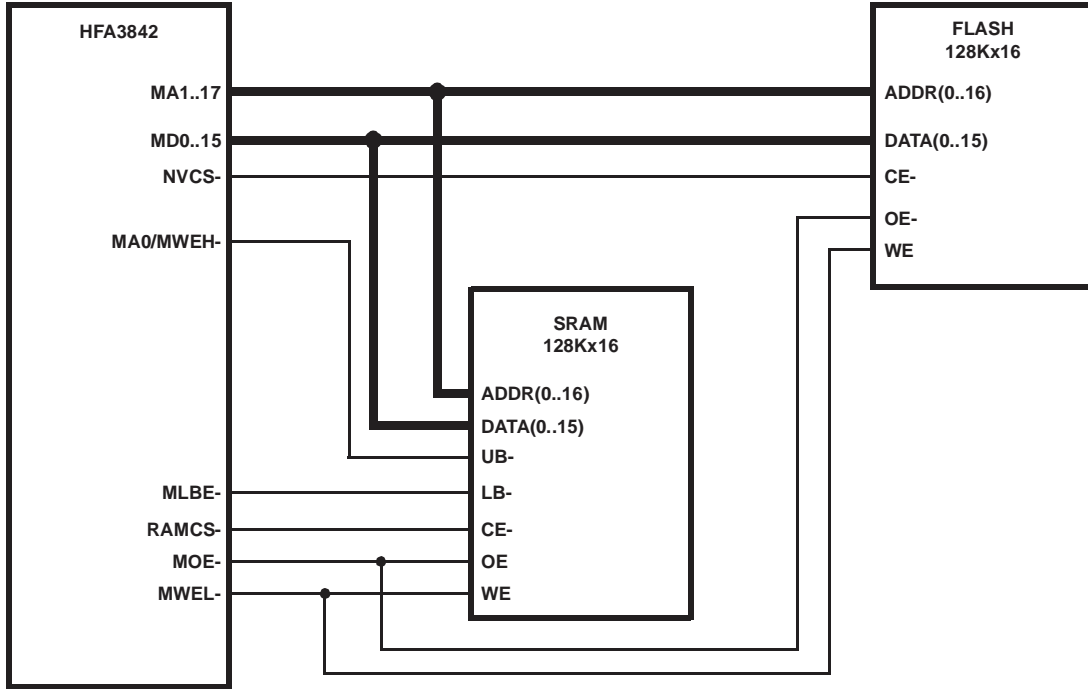 HFA3842
MA1..17
MD0..15
NVCS-
MA0/MWEH-
MLBE-
RAMCS-
MOE-
MWEL-
SRAM
128Kx16
ADDR(0..16)
DATA(0..15)
UB-
LB-
CE-
OE
WE
FLASH
128Kx16
ADDR(0..16)
DATA(0..15)
CE-
OE-
WE